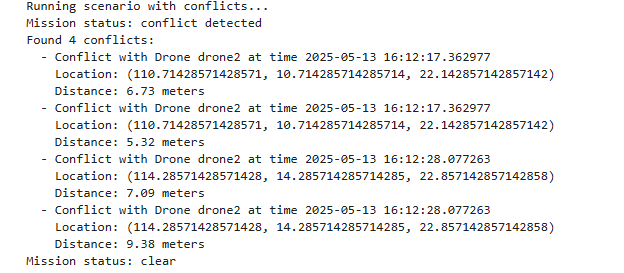 Running scenario with conflicts...
Mission status: conflict detected
Found 4 conflicts:
- Conflict with Drone drone2 at time 2025-05-13 16:12:17.362977
Location: (110.71428571428571, 10.714285714285714, 22.142857142857142)
Distance: 6.73 meters
- Conflict with Drone drone2 at time 2025-05-13 16:12:17.362977
Location: (110.71428571428571, 10.714285714285714, 22.142857142857142)
Distance: 5.32 meters
- Conflict with Drone drone2 at time 2025-05-13 16:12:28.077263
Location: (114.28571428571428, 14.285714285714285, 22.857142857142858)
Distance: 7.09 meters
- Conflict with Drone drone2 at time 2025-05-13 16:12:28.077263
Location: (114.28571428571428, 14.285714285714285, 22.857142857142858)
Distance: 9.38 meters
Mission status: clear